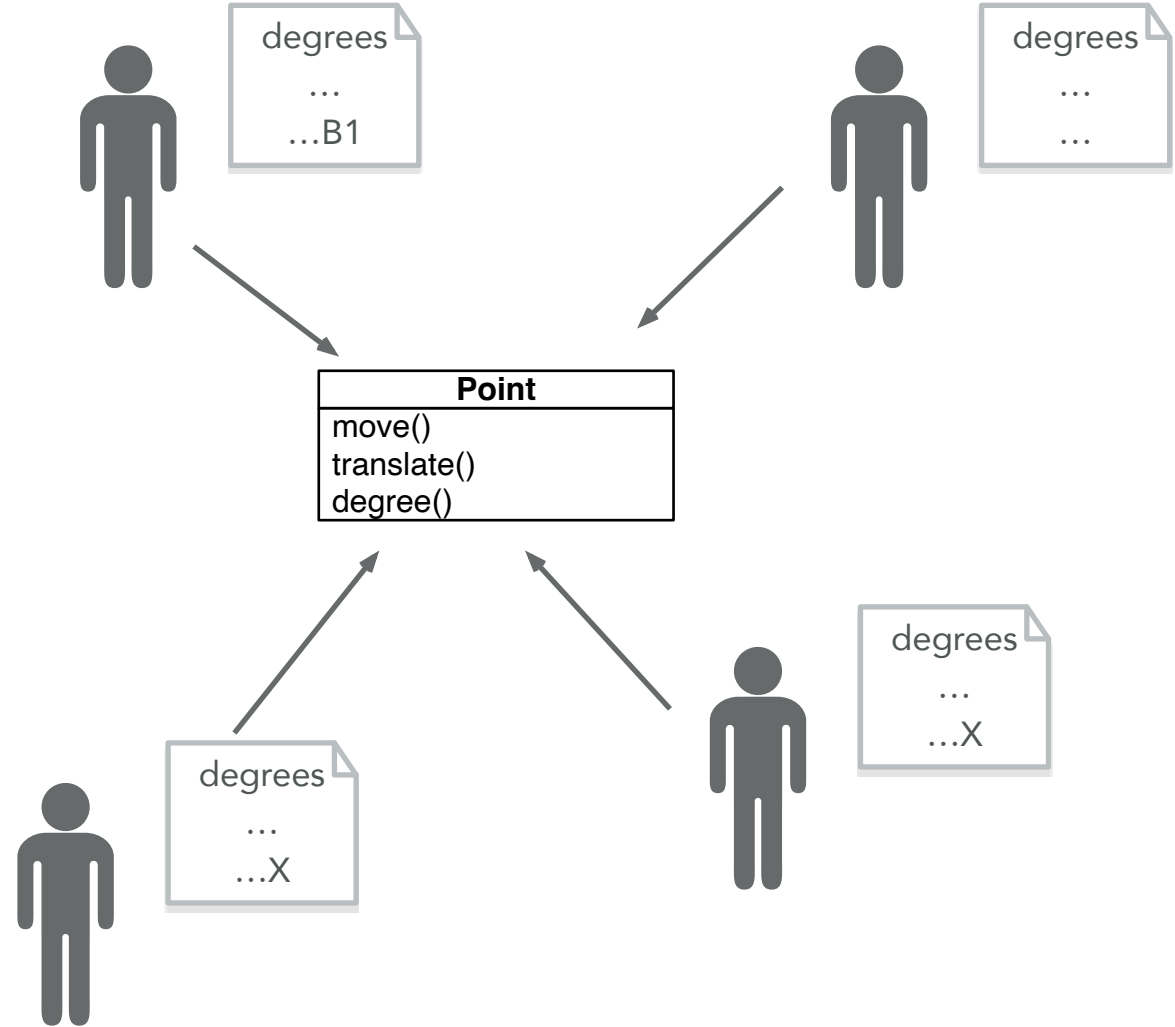 degrees
…
…B1
degrees
…
…
Point
move()
translate()
degree()
degrees
…
…X
degrees
…
…X